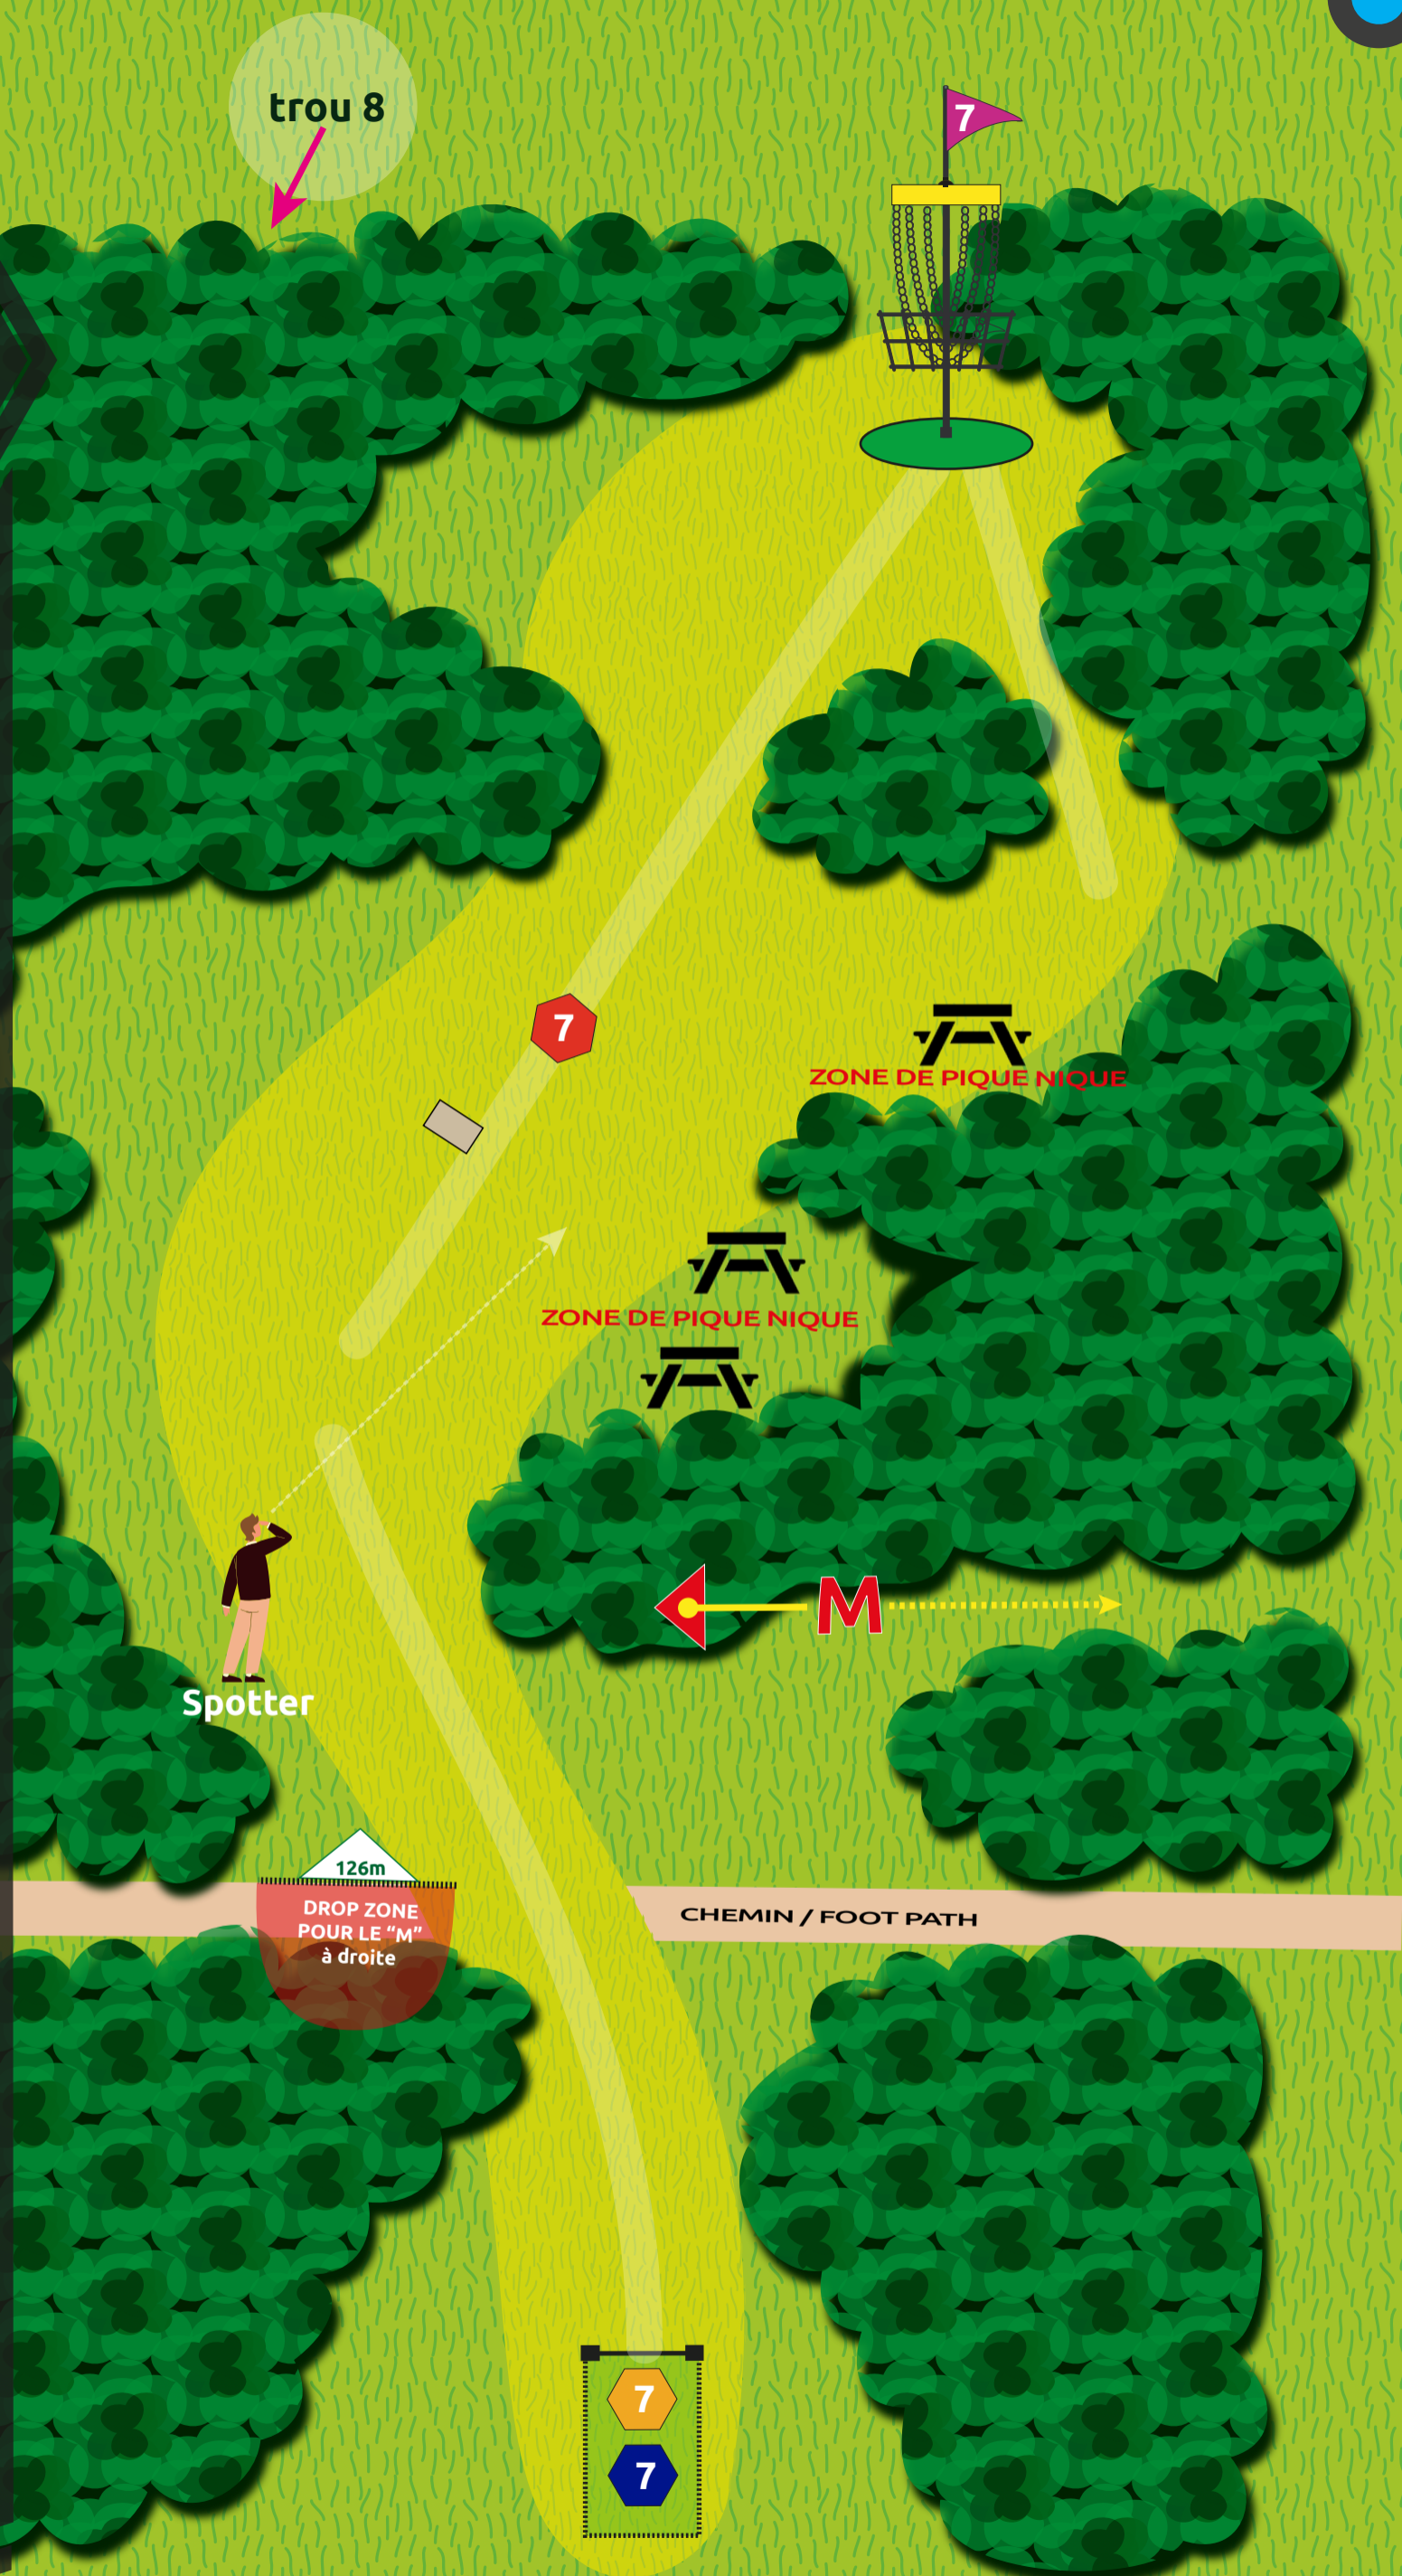 trou 8
7
7
ZONE DE PIQUE NIQUE
ZONE DE PIQUE NIQUE
M
Spotter
126m
DROP ZONE
POUR LE “M”
à droite
CHEMIN / FOOT PATH
7
7